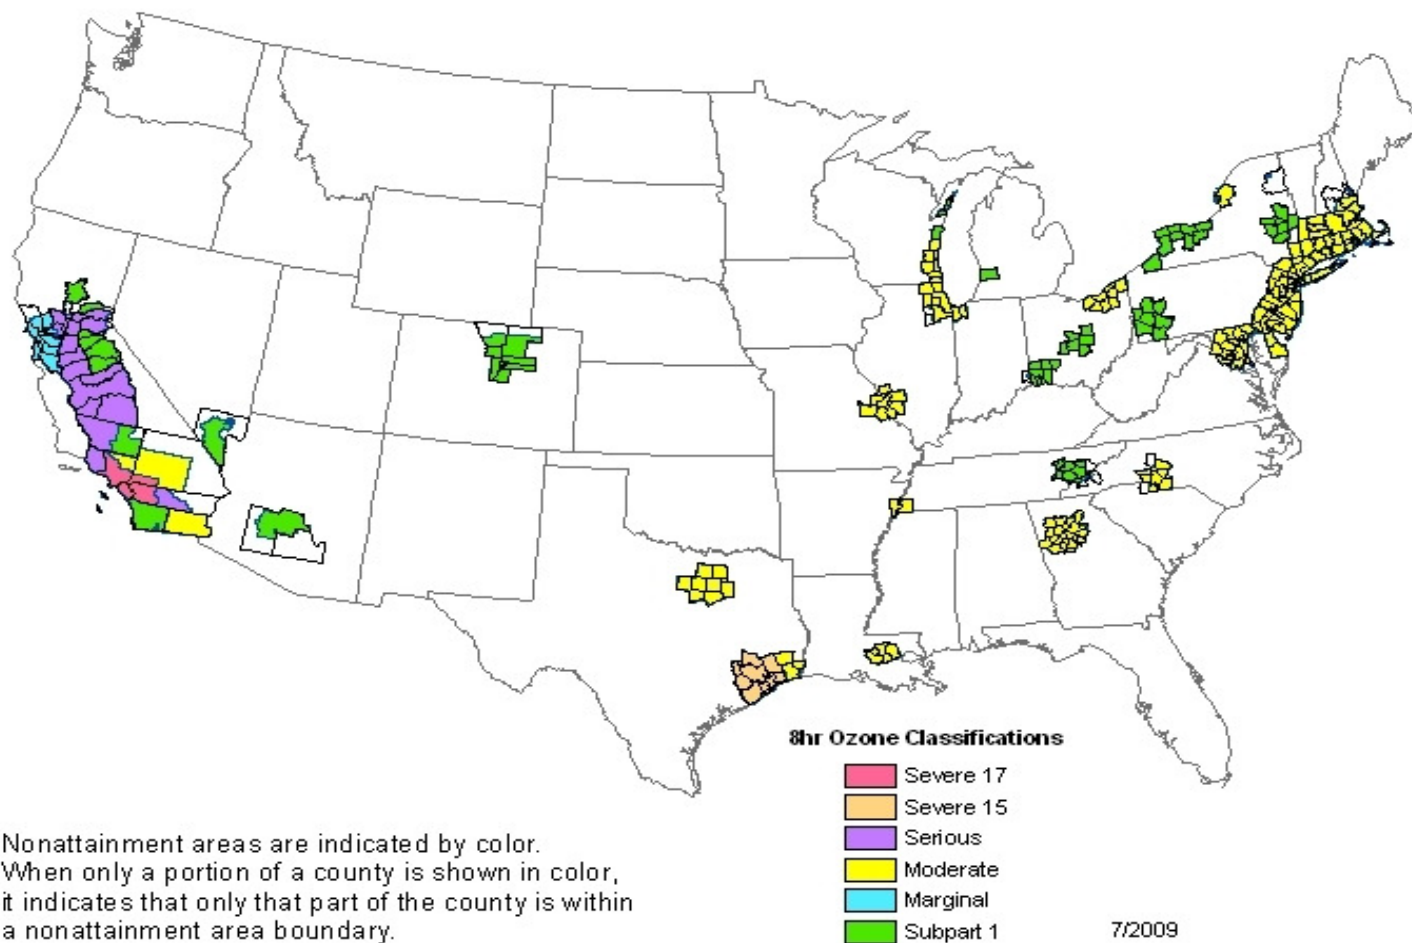 8hr Ozone Classifications
Severe 17
Severe 15
Serious
Moderate
Marginal
Subpart 1
Nonattainment areas are indicated by color.
When only a portion of a county is shown in color,
it indicates that only that part of the county is within
a nonattainment area boundary.
7/2009